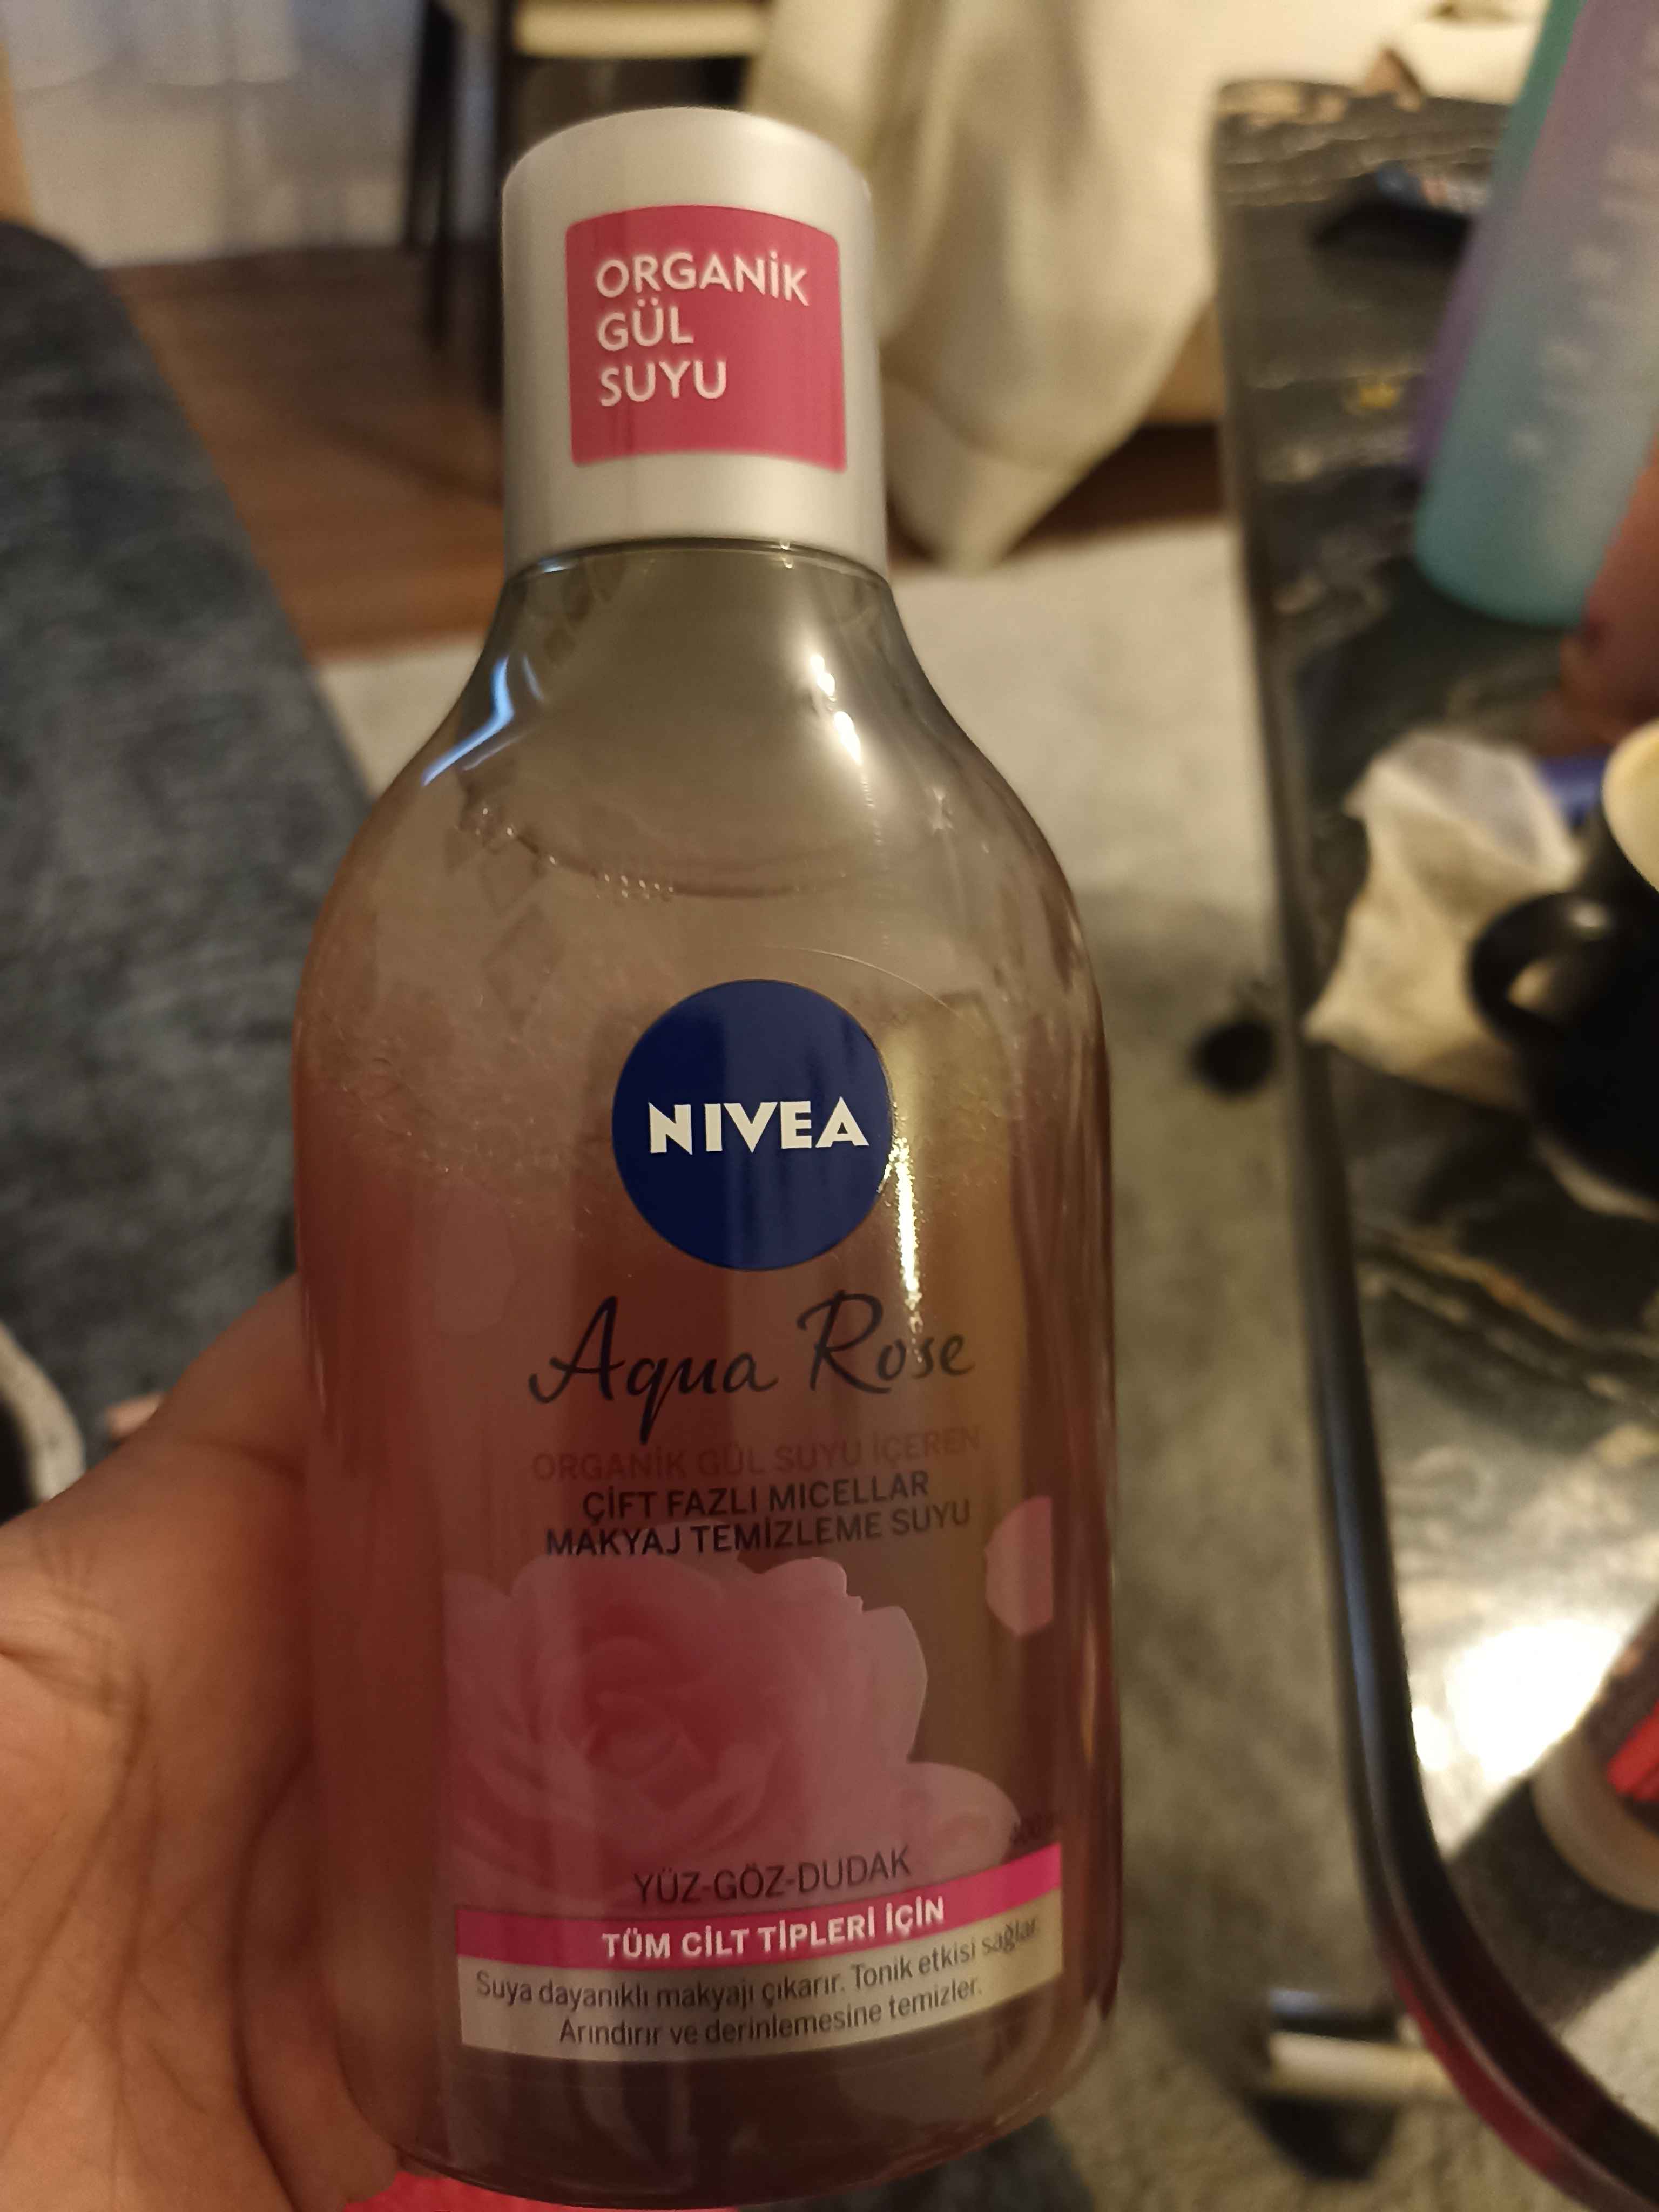 ORGANİK
GÜL
SUYU
NIVEA
Aqua Rose
ORGANİK GÜL SUYU İÇEREN
ÇİFT FAZLI MICELLAR
MAKYAJ TEMİZLEME SUYU
YÜZ-GÖZ-DUDAK
TÜM CİLT TİPLERİ İÇİN
Suya dayanıklı makyajı çıkarır. Tonik etkisi sağlar.
Arındırır ve derinlemesine temizler.